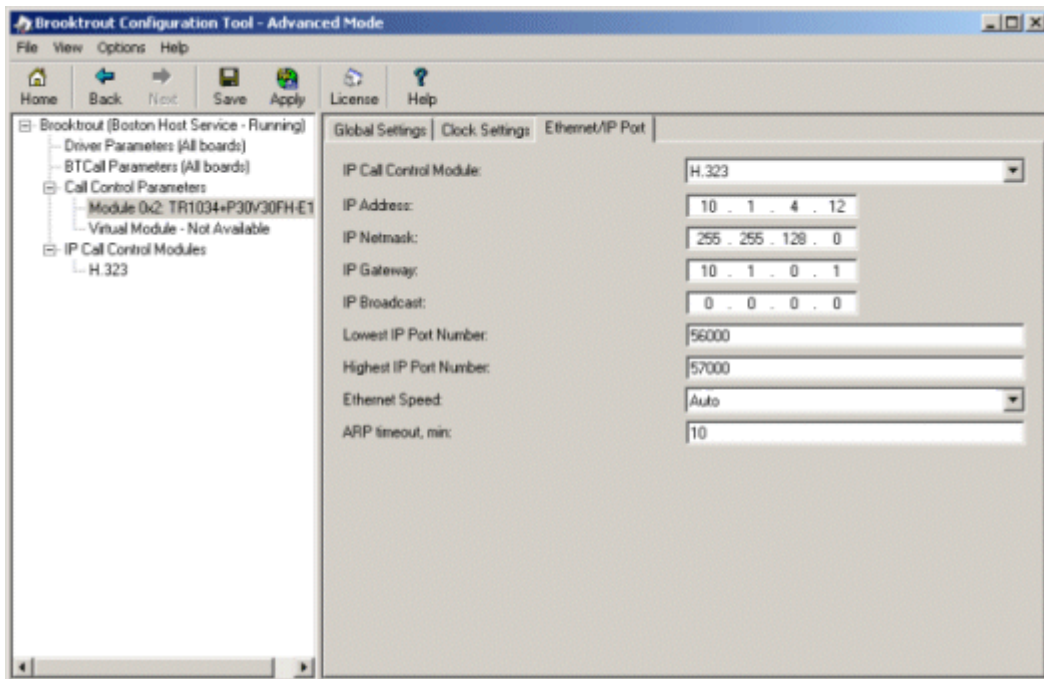 Brooktrout Configuration Tool - Advanced Mode
File View Options Help
Home Back Next Save Apply License Help
Brooktrout (Boston Host Service - Running)
Driver Parameters (All boards)
BTCall Parameters (All boards)
Call Control Parameters
Module 0x2: TR1034+P30V30FH-E1
Virtual Module - Not Available
IP Call Control Modules
H.323
Global Settings Clock Settings Ethernet/IP Port
IP Call Control Module: H.323
IP Address: 10 . 1 . 4 . 12
IP Netmask: 255 . 255 . 128 . 0
IP Gateway: 10 . 1 . 0 . 1
IP Broadcast: 0 . 0 . 0 . 0
Lowest IP Port Number: 56000
Highest IP Port Number: 57000
Ethernet Speed: Auto
ARP timeout, min: 10